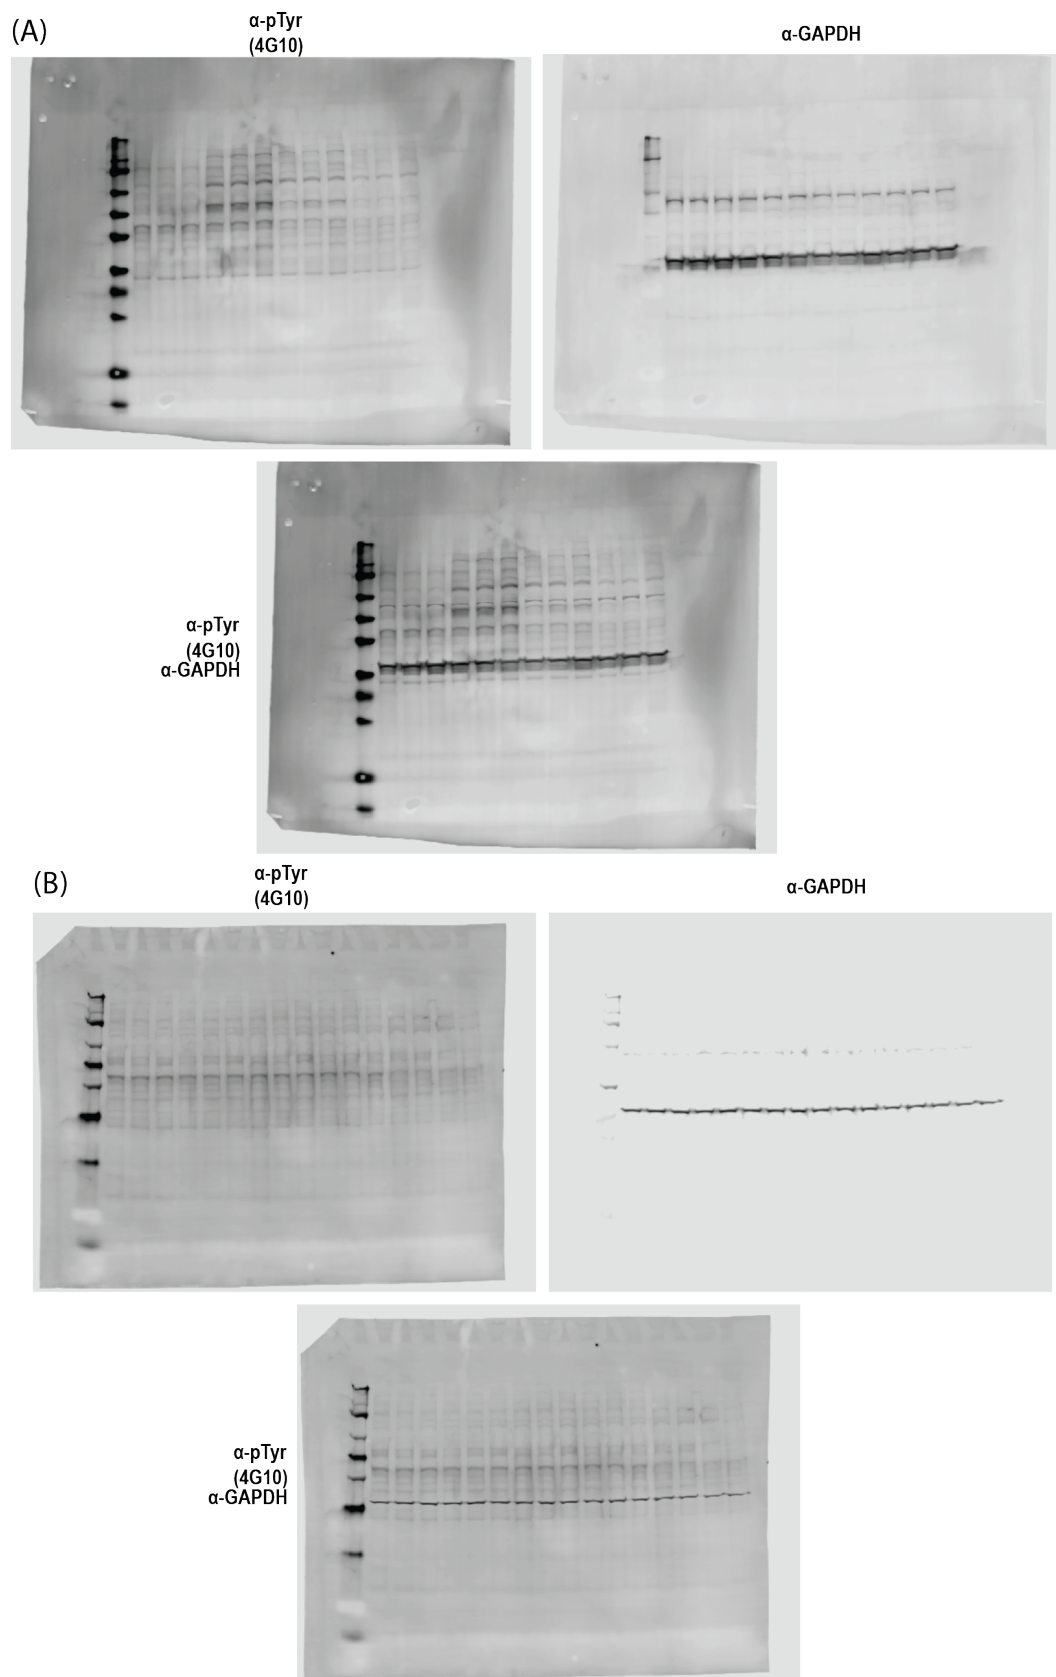 (A)
α-pTyr
(4G10)
α-GAPDH
α-pTyr
(4G10)
α-GAPDH
(B)
α-pTyr
(4G10)
α-GAPDH
α-pTyr
(4G10)
α-GAPDH